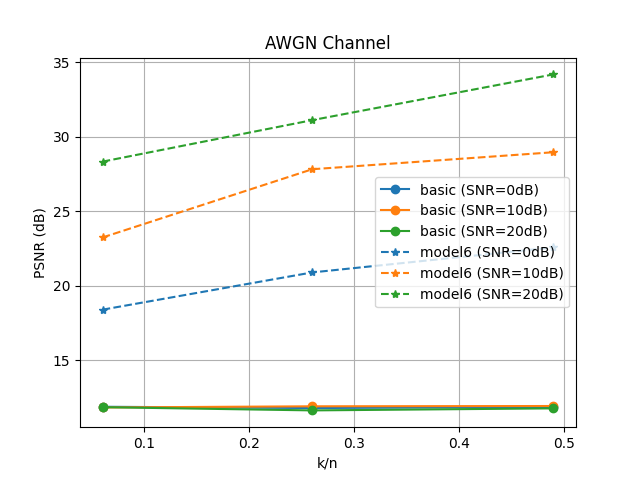 AWGN Channel
PSNR (dB)
35
30
25
20
15
basic (SNR=0dB)
basic (SNR=10dB)
basic (SNR=20dB)
model6 (SNR=0dB)
model6 (SNR=10dB)
model6 (SNR=20dB)
0.1 0.2 0.3 0.4 0.5
k/n